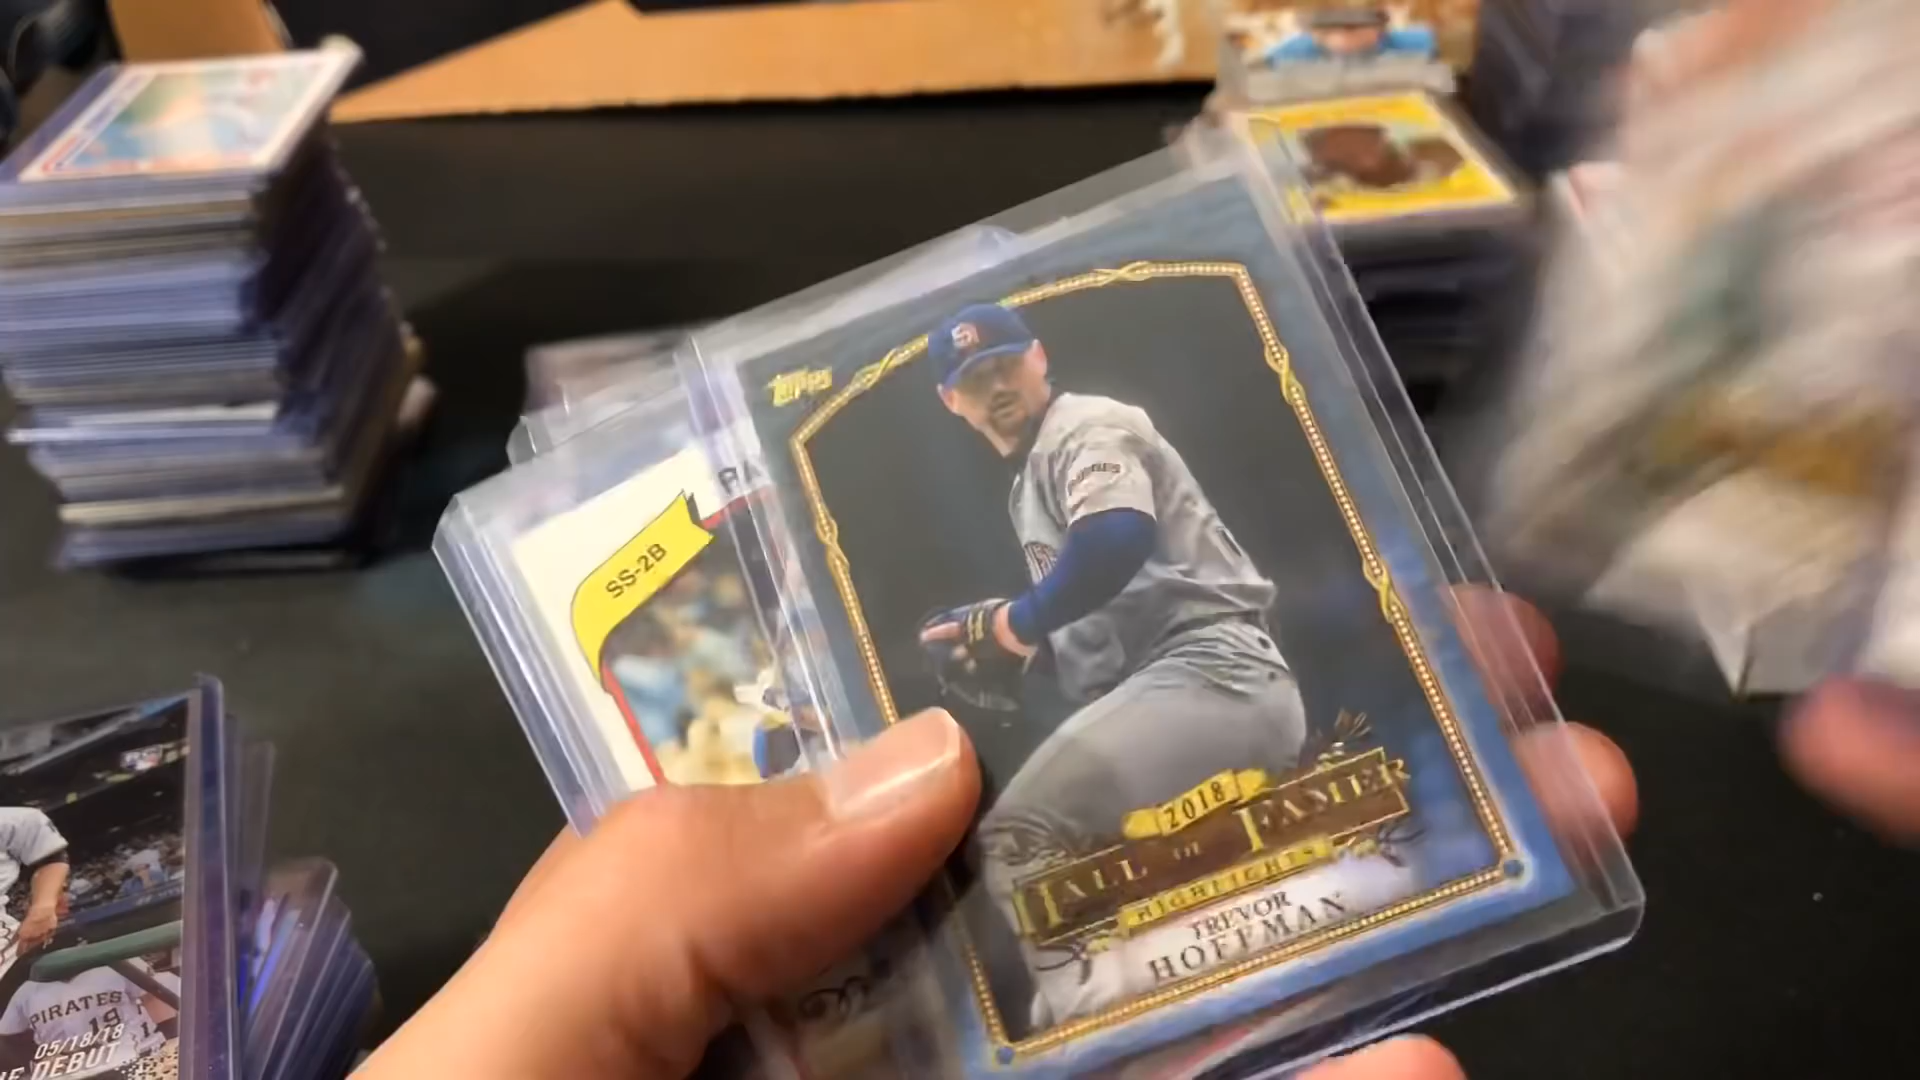 topps
SS-2B
2018
HALL OF FAMER
HIGHLIGHTS
TREVOR
HOFFMAN
PIRATES
19
05/18/18
DEBUT